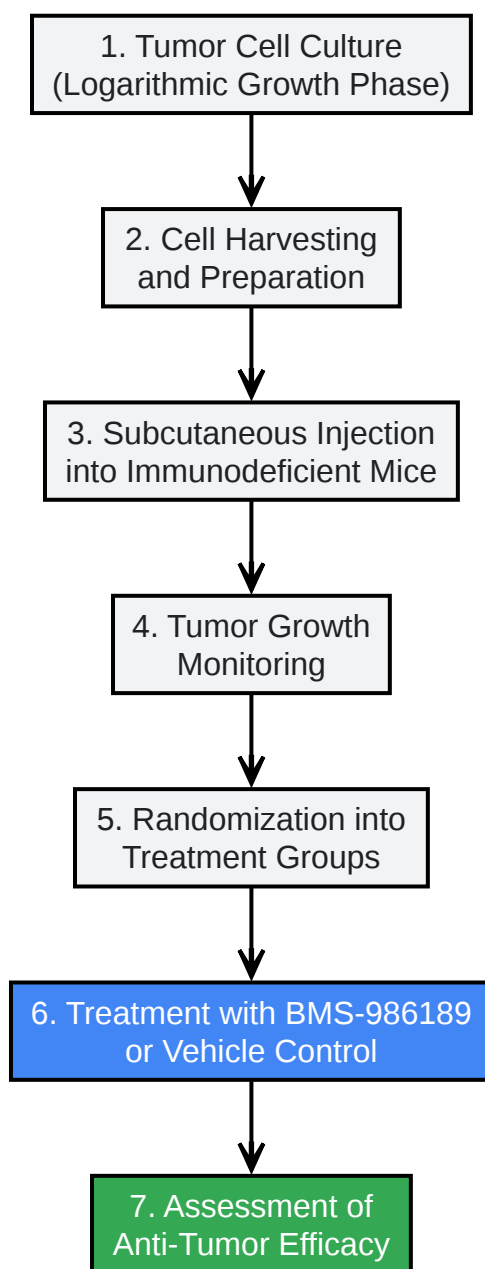 1. Tumor Cell Culture
(Logarithmic Growth Phase)
2. Cell Harvesting
and Preparation
3. Subcutaneous Injection
into Immunodeficient Mice
4. Tumor Growth
Monitoring
5. Randomization into
Treatment Groups
6. Treatment with BMS-986189
or Vehicle Control
7. Assessment of
Anti-Tumor Efficacy